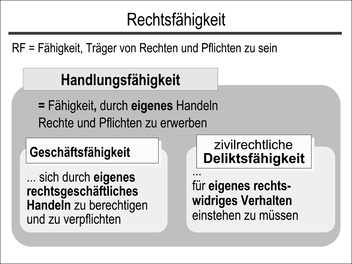 Rechtsfähigkeit
RF = Fähigkeit, Träger von Rechten und Pflichten zu sein
Handlungsfähigkeit
= Fähigkeit, durch eigenes Handeln
Rechte und Pflichten zu erwerben
Geschäftsfähigkeit
... sich durch eigenes
rechtsgeschäftliches
Handeln zu berechtigen
und zu verpflichten
zivilrechtliche
Deliktsfähigkeit
...
für eigenes rechts-
widriges Verhalten
einstehen zu müssen